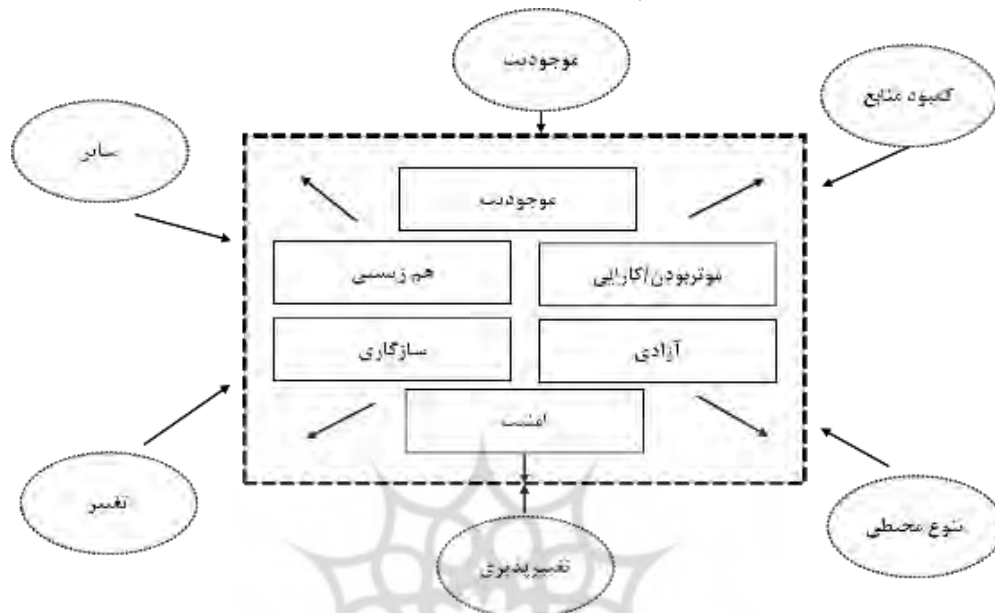 موجودیت
کمبود منابع
سایر
موجودیت
هم زیستی
موثربودن/کارایی
سازگاری
آزادی
امنیت
تغییر
تنوع محیطی
تغییرپذیری